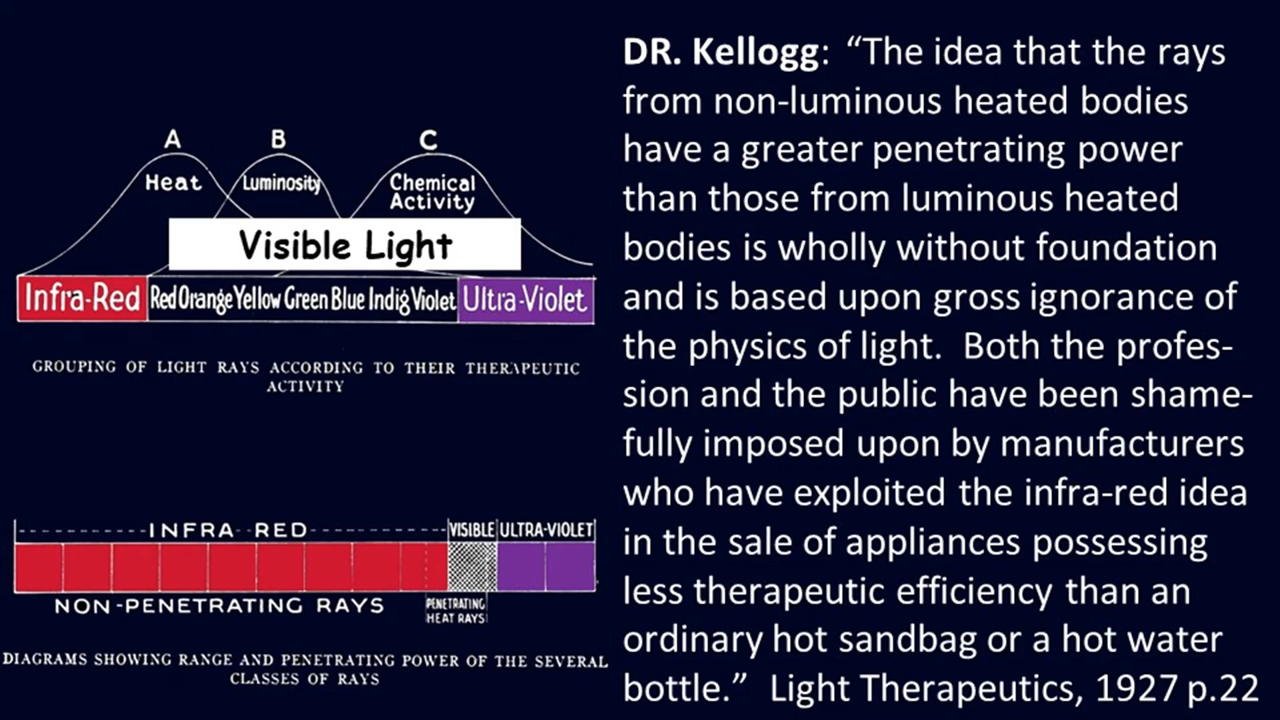 A
B
C
Heat
Luminosity
Chemical
Activity
Visible Light
Infra-Red Red Orange Yellow Green Blue Indig Violet Ultra-Violet
GROUPING OF LIGHT RAYS ACCORDING TO THEIR THERAPEUTIC
ACTIVITY
INFRA-RED VISIBLE ULTRA-VIOLET
NON-PENETRATING RAYS
PENETRATING
HEAT RAYS
DIAGRAMS SHOWING RANGE AND PENETRATING POWER OF THE SEVERAL
CLASSES OF RAYS
DR. Kellogg: “The idea that the rays
from non-luminous heated bodies
have a greater penetrating power
than those from luminous heated
bodies is wholly without foundation
and is based upon gross ignorance of
the physics of light. Both the profes-
sion and the public have been shame-
fully imposed upon by manufacturers
who have exploited the infra-red idea
in the sale of appliances possessing
less therapeutic efficiency than an
ordinary hot sandbag or a hot water
bottle.” Light Therapeutics, 1927 p.22